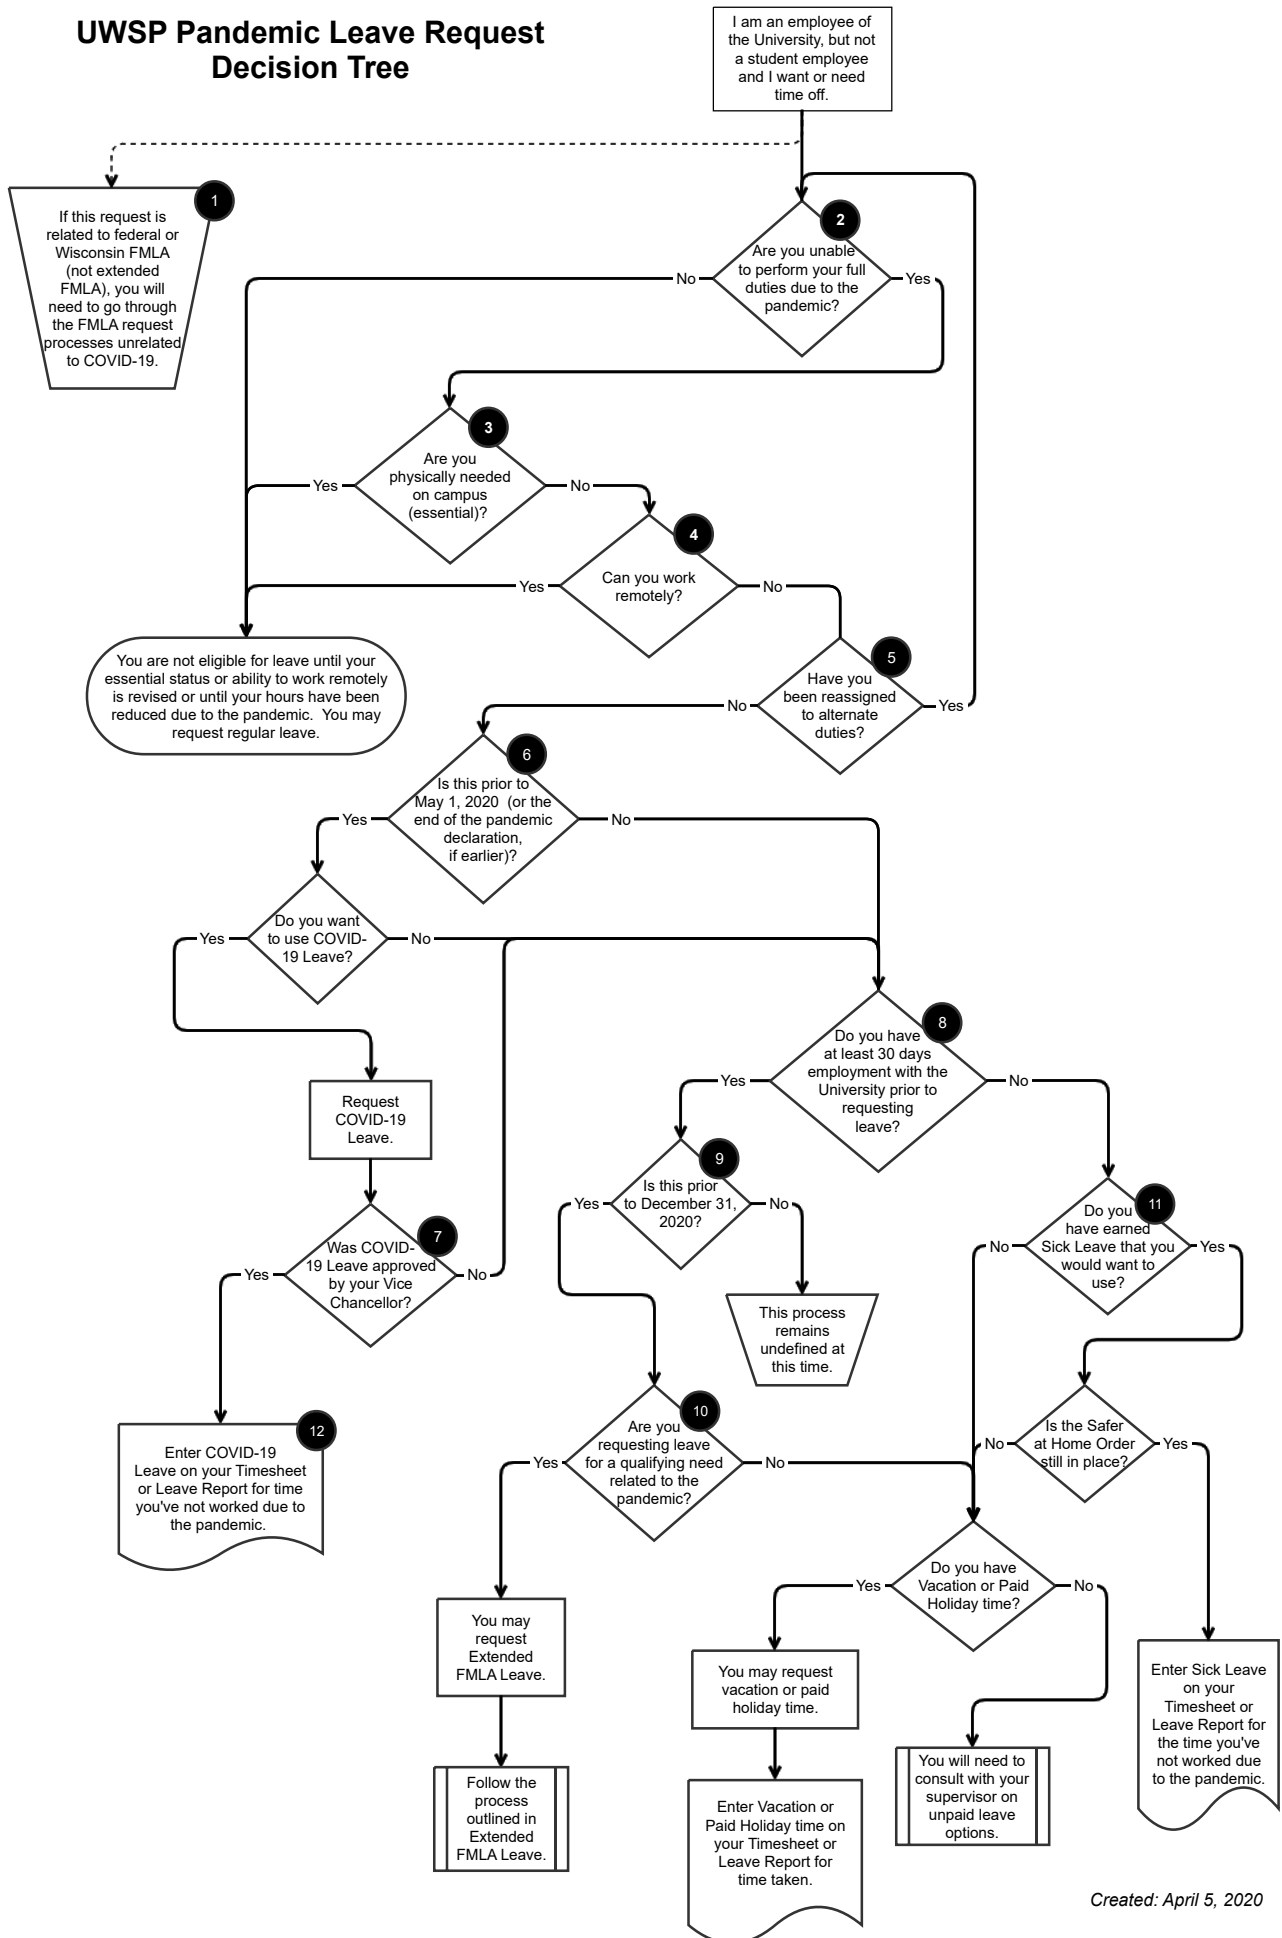 UWSP Pandemic Leave Request
Decision Tree
I am an employee of
the University, but not
a student employee
and I want or need
time off.
1
If this request is
related to federal or
Wisconsin FMLA
(not extended
FMLA), you will
need to go through
the FMLA request
processes unrelated
to COVID-19.
2
Are you unable
to perform your full
duties due to the
pandemic?
No
Yes
3
Are you
physically needed
on campus
(essential)?
Yes
No
4
Can you work
remotely?
Yes
No
You are not eligible for leave until your
essential status or ability to work remotely
is revised or until your hours have been
reduced due to the pandemic.  You may
request regular leave.
5
Have you
been reassigned
to alternate
duties?
No
Yes
6
Is this prior to
May 1, 2020  (or the
end of the pandemic
declaration,
if earlier)?
Yes
No
Do you want
to use COVID-
19 Leave?
Yes
No
Request
COVID-19
Leave.
7
Was COVID-
19 Leave approved
by your Vice
Chancellor?
Yes
No
8
Do you have
at least 30 days
employment with the
University prior to
requesting
leave?
Yes
No
9
Is this prior
to December 31,
2020?
Yes
No
This process
remains
undefined at
this time.
11
Do you
have earned
Sick Leave that you
would want to
use?
No
Yes
12
Enter COVID-19
Leave on your Timesheet
or Leave Report for time
you've not worked due to
the pandemic.
10
Are you
requesting leave
for a qualifying need
related to the
pandemic?
Yes
No
Is the Safer
at Home Order
still in place?
No
Yes
Do you have
Vacation or Paid
Holiday time?
Yes
No
You may
request
Extended
FMLA Leave.
You may request
vacation or paid
holiday time.
Enter Sick Leave
on your
Timesheet or
Leave Report for
the time you've
not worked due
to the pandemic.
Follow the
process
outlined in
Extended
FMLA Leave.
You will need to
consult with your
supervisor on
unpaid leave
options.
Enter Vacation or
Paid Holiday time on
your Timesheet or
Leave Report for
time taken.
Created: April 5, 2020